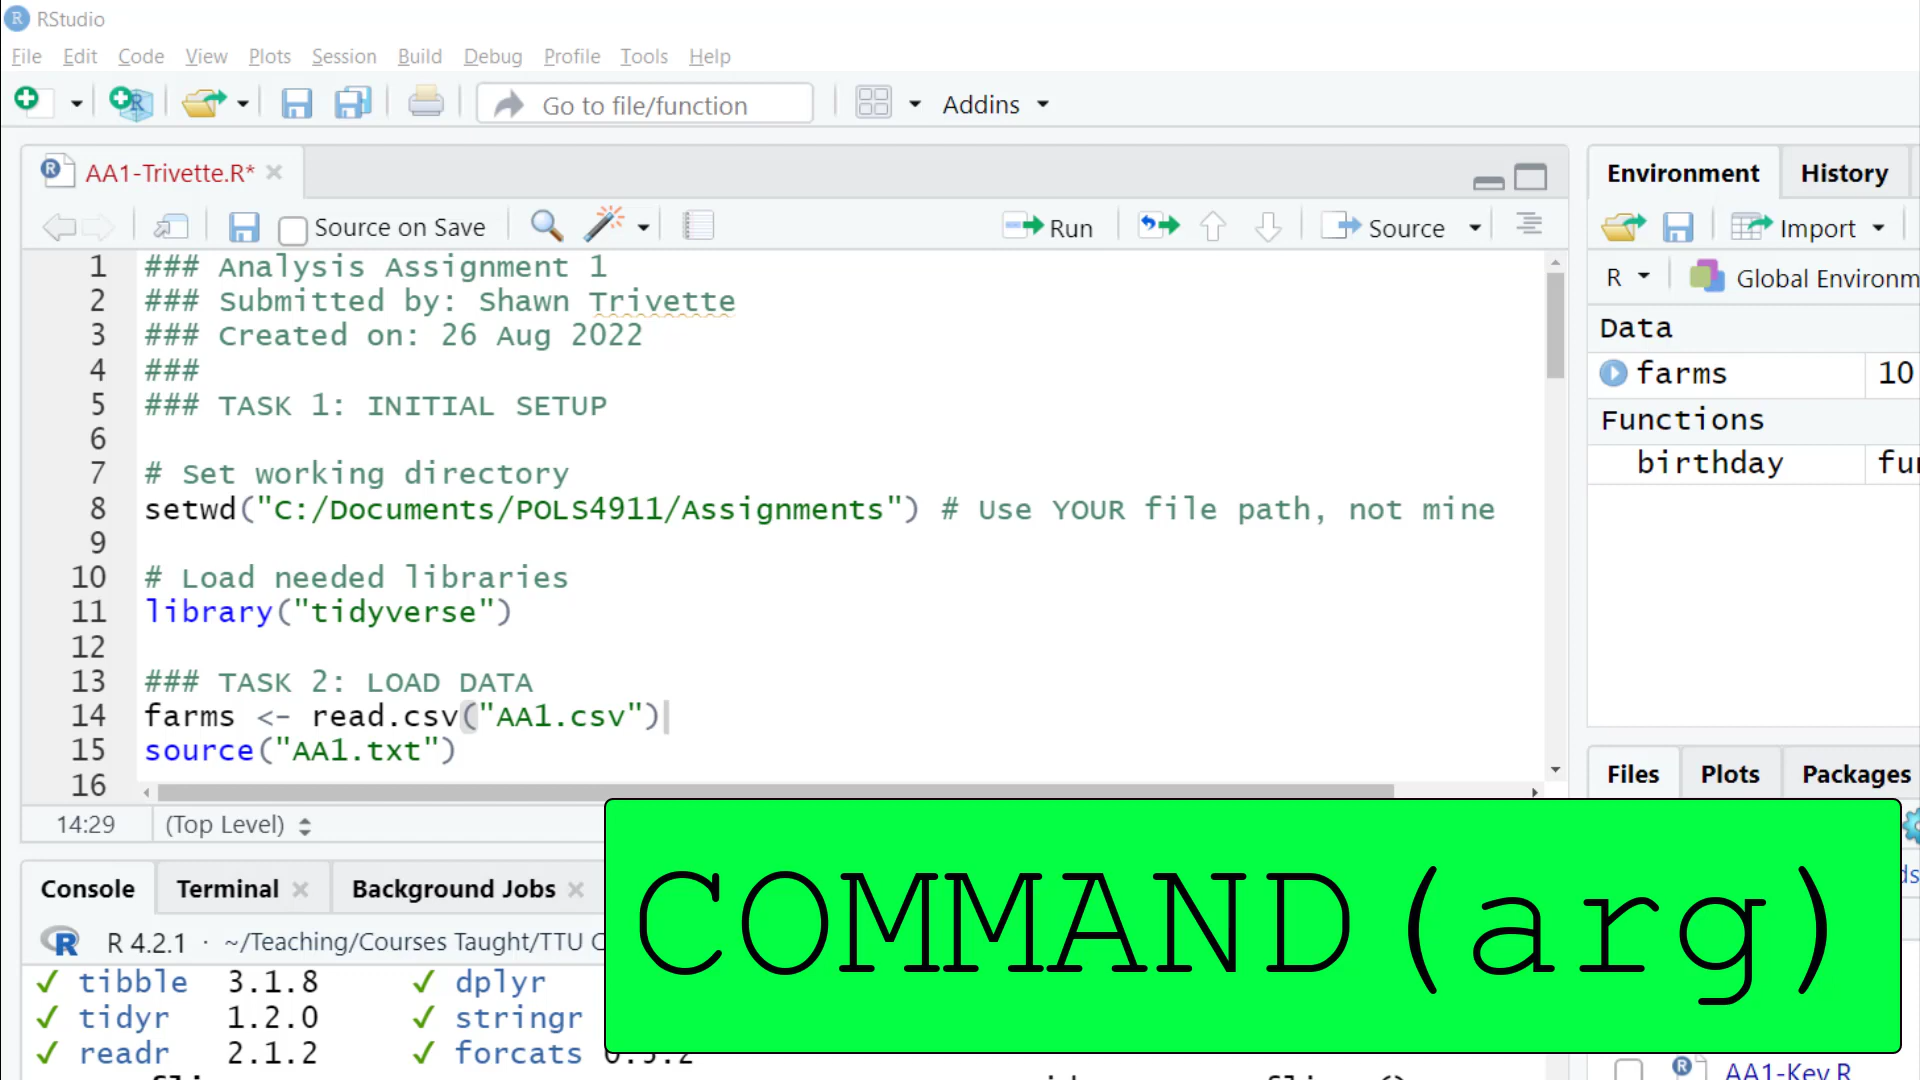 RStudio
File Edit Code View Plots Session Build Debug Profile Tools Help
Go to file/function Addins
AA1-Trivette.R*
Source on Save Run Source
1 ### Analysis Assignment 1
2 ### Submitted by: Shawn Trivette
3 ### Created on: 26 Aug 2022
4 ###
5 ### TASK 1: INITIAL SETUP
6
7 # Set working directory
8 setwd("C:/Documents/POLS4911/Assignments") # Use YOUR file path, not mine
9
10 # Load needed libraries
11 library("tidyverse")
12
13 ### TASK 2: LOAD DATA
14 farms <- read.csv("AA1.csv")
15 source("AA1.txt")
16
14:29 (Top Level)
Console Terminal Background Jobs
R 4.2.1 · ~/Teaching/Courses Taught/TTU C
✓ tibble 3.1.8 ✓ dplyr
✓ tidyr 1.2.0 ✓ stringr
✓ readr 2.1.2 ✓ forcats
Environment History
Import
R Global Environm
Data
farms 10
Functions
birthday fun
Files Plots Packages
AA1-Key.R
COMMAND(arg)